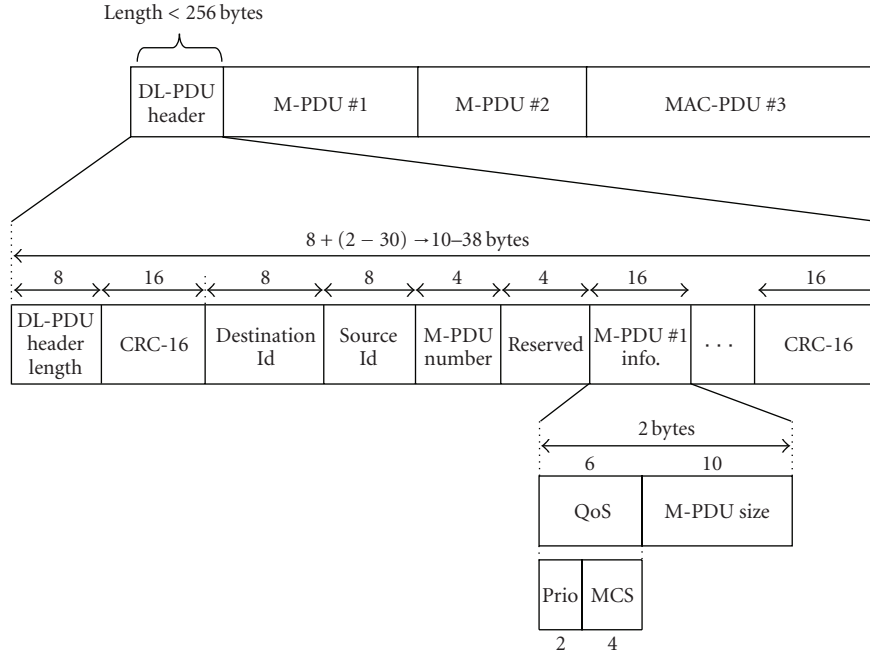 Length < 256 bytes
DL-PDU
header
M-PDU #1
M-PDU #2
MAC-PDU #3
8 + (2 − 30) →10–38 bytes
8
16
8
8
4
4
16
16
DL-PDU
header
length
CRC-16
Destination
Id
Source
Id
M-PDU
number
Reserved
M-PDU #1
info.
· · ·
CRC-16
2 bytes
6
10
QoS
M-PDU size
Prio
MCS
2
4